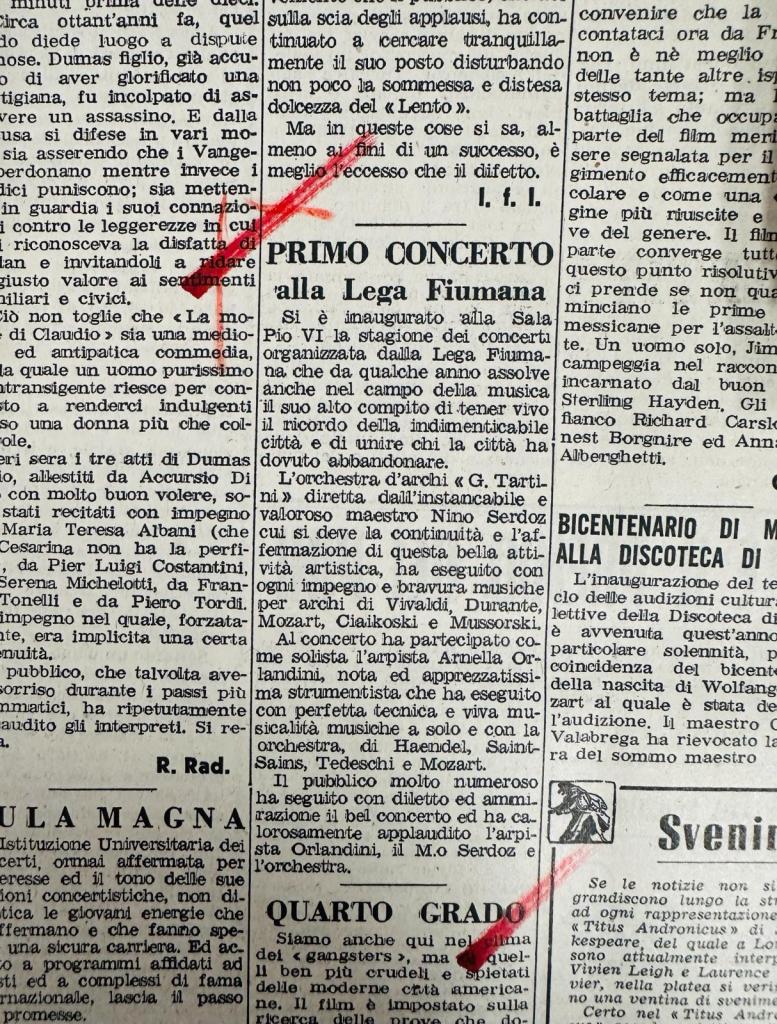 minuti prima delle dieci.
Circa ottant'anni fa, quel
do diede luogo a dispute
nose. Dumas figlio, già accu-
o di aver glorificato una
tigiana, fu incolpato di as-
vere un assassino. E dalla
usa si difese in vari mo-
sia asserendo che i Vange-
perdonano mentre invece i
dici puniscono; sia metten-
in guardia i suoi connazio-
i contro le leggerezze in cui
i riconosceva la disfatta di
dan e invitandoli a ridare
giusto valore ai sentimenti
miliari e civici.
Ciò non toglie che « La mo-
e di Claudio » sia una medio-
ed antipatica commedia,
la quale un uomo purissimo
ntransigente riesce per con-
sto a renderci indulgenti
so una donna più che col-
ole.
eri sera i tre atti di Dumas
io, allestiti da Accursio Di
con molto buon volere, so-
stati recitati con impegno
Maria Teresa Albani (che
Cesarina non ha la perfi-
, da Pier Luigi Costantini,
Serena Michelotti, da Fran-
Tonelli e da Piero Tordi.
impegno nel quale, forzata-
nte, era implicita una certa
enuità.
pubblico, che talvolta ave-
sorriso durante i passi più
mmatici, ha ripetutamente
audito gli interpreti. Si re-
a.
R. Rad.
ULA MAGNA
Istituzione Universitaria dei
certi, ormai affermata per
eresse ed il tono delle sue
ioni concertistiche, non di-
tica le giovani energie che
ffermano e che fanno spe-
una sicura carriera. Ed ac-
o a programmi affidati ad
sti ed a complessi di fama
rnazionale, lascia il passo
promesse.
sulla scia degli applausi, ha con-
tinuato a cercare tranquilla-
mente il suo posto disturbando
non poco la sommessa e distesa
dolcezza del « Lento ».
Ma in queste cose si sa, al-
meno ai fini di un successo, è
meglio l'eccesso che il difetto.
l. f. l.
PRIMO CONCERTO
alla Lega Fiumana
Si è inaugurato alla Sala
Pio VI la stagione dei concerti
organizzata dalla Lega Fiuma-
na che da qualche anno assolve
anche nel campo della musica
il suo alto compito di tener vivo
il ricordo della indimenticabile
città e di unire chi la città ha
dovuto abbandonare.
L'orchestra d'archi « G. Tarti-
ni » diretta dall'instancabile e
valoroso maestro Nino Serdoz
cui si deve la continuità e l'af-
fermazione di questa bella atti-
vità artistica, ha eseguito con
ogni impegno e bravura musiche
per archi di Vivaldi, Durante,
Mozart, Ciaikoski e Mussorski.
Al concerto ha partecipato co-
me solista l'arpista Arnella Or-
landini, nota ed apprezzatissi-
ma strumentista che ha eseguito
con perfetta tecnica e viva mu-
sicalità musiche a solo e con la
orchestra, di Haendel, Saint-
Sains, Tedeschi e Mozart.
Il pubblico molto numeroso
ha seguito con diletto ed ammi-
razione il bel concerto ed ha ca-
lorosamente applaudito l'arpi-
sta Orlandini, il M.o Serdoz e
l'orchestra.
QUARTO GRADO
Siamo anche qui nel clima
dei « gangsters », ma quel-
li ben più crudeli e spietati
delle moderne città america-
ne. Il film è impostato sulla
ricerca delle prove che do-
convenire che la
contataci ora da Fr
non è nè meglio
delle tante altre isp
stesso tema; ma l
battaglia che occupa
parte del film meri
sere segnalata per il
gimento efficacement
colare e come una
gine più riuscite e
ve del genere. Il film
parte converge tutt
questo punto risolutiv
ci prende se non qua
minciano le prime
messicane per l'assalt
te. Un uomo solo, Jim
campeggia nel raccon
incarnato dal buon
Sterling Hayden. Gli
fianco Richard Carsk
nest Borgnire ed Anna
Alberghetti.
BICENTENARIO DI M
ALLA DISCOTECA DI
L'inaugurazione del te
clo delle audizioni cultura
lettive della Discoteca di
è avvenuta quest'anno
particolare solennità, p
coincidenza del bicente
della nascita di Wolfang
zart al quale è stata de
l'audizione. Il maestro C
Valabrega ha rievocato la
ra del sommo maestro
Svenin
Se le notizie non si
grandiscono lungo la st
ad ogni rappresentazione
« Titus Andronicus » di
kespeare, del quale a Lon
sono attualmente interp
Vivien Leigh e Laurence
vier, nella platea si veri
no una ventina di svenime
Certo nel « Titus Andr